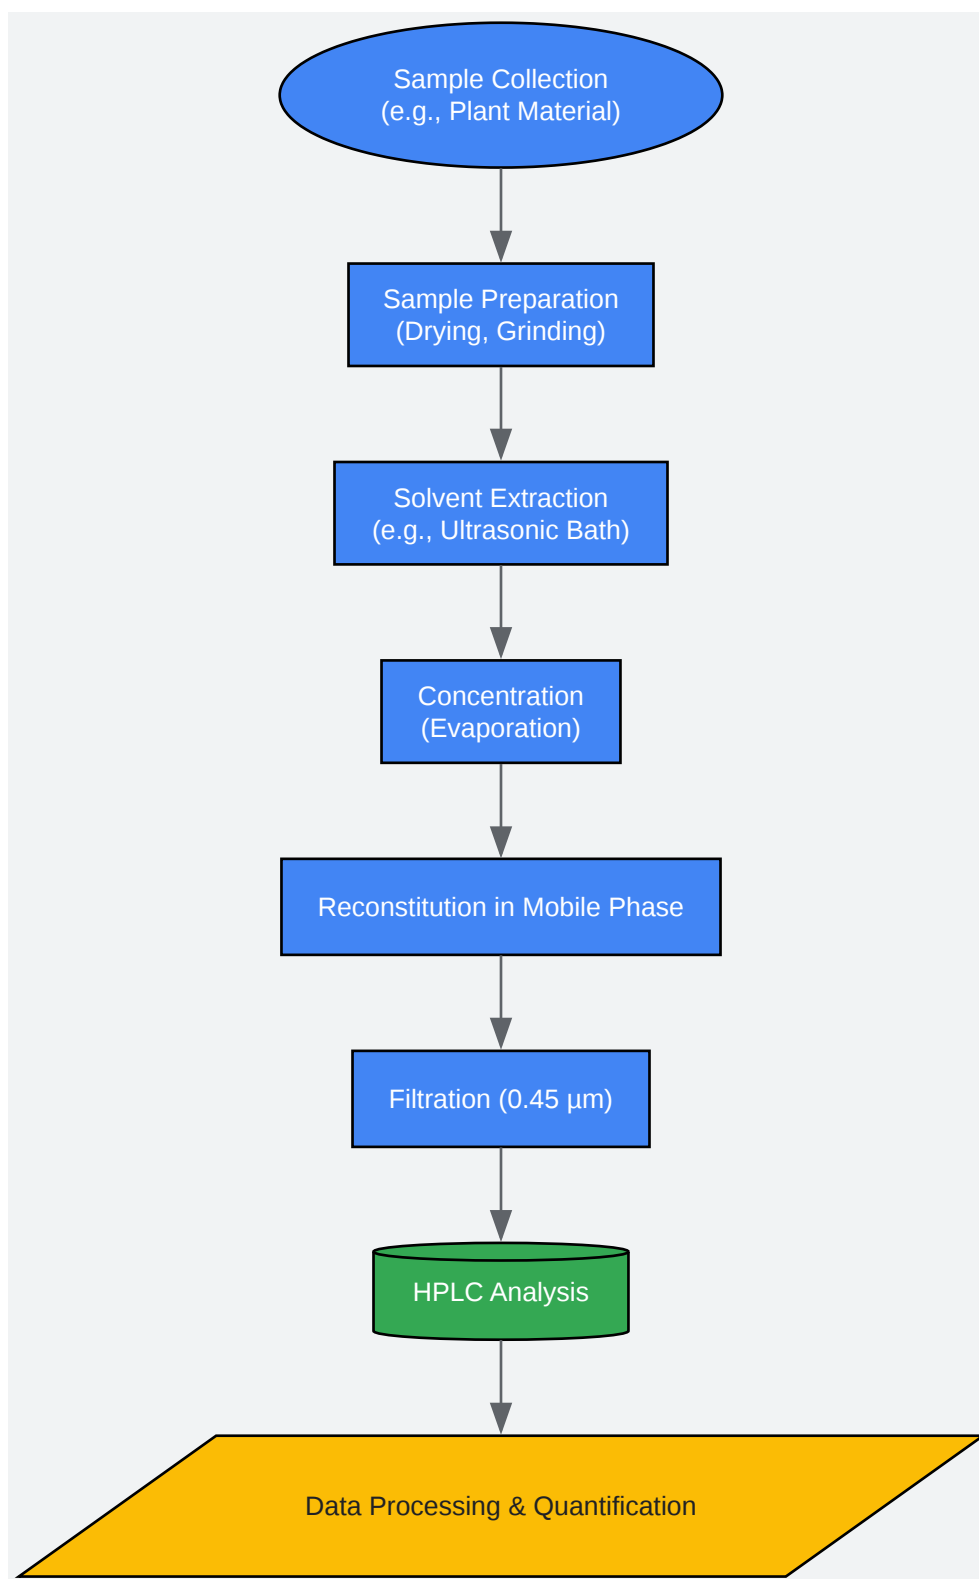 Sample Collection
(e.g., Plant Material)
Sample Preparation
(Drying, Grinding)
Solvent Extraction
(e.g., Ultrasonic Bath)
Concentration
(Evaporation)
Reconstitution in Mobile Phase
Filtration (0.45 µm)
HPLC Analysis
Data Processing & Quantification